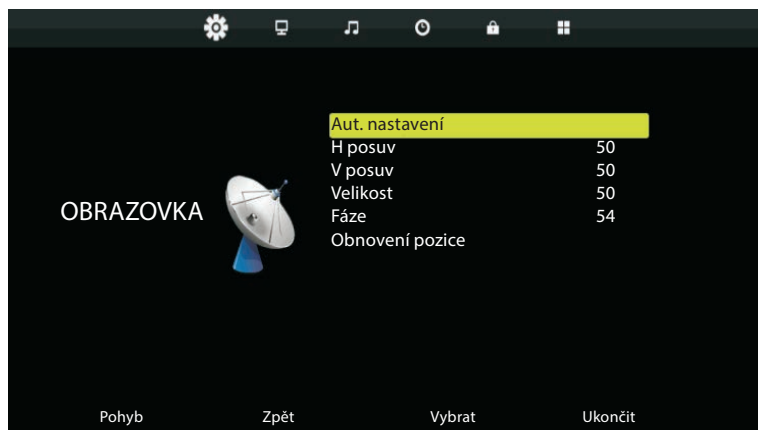 Aut. nastavení
H posuv 50
V posuv 50
Velikost 50
Fáze 54
Obnovení pozice
OBRAZOVKA
Pohyb Zpět Vybrat Ukončit